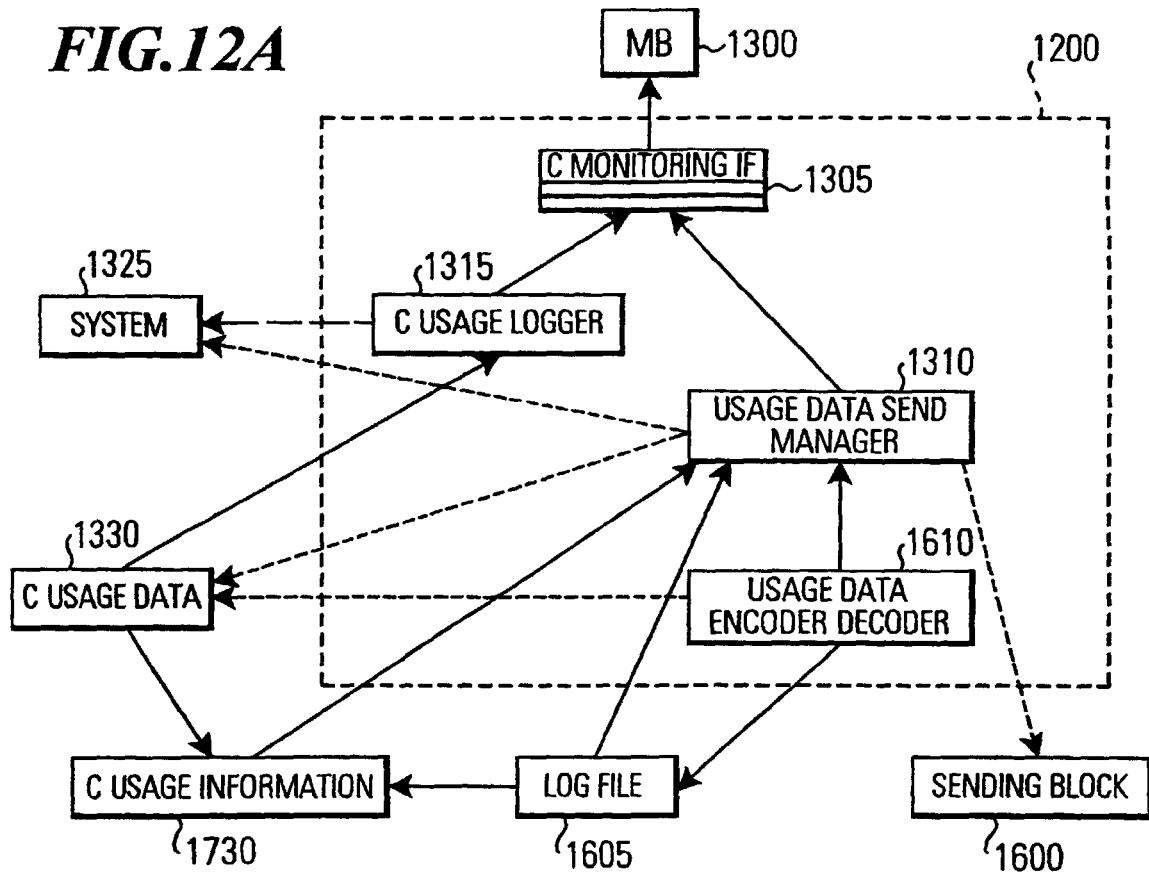 FIG.12A
MB
1300
1200
C MONITORING IF
1305
1325
SYSTEM
1315
C USAGE LOGGER
1310
USAGE DATA SEND
MANAGER
1330
C USAGE DATA
1610
USAGE DATA
ENCODER DECODER
C USAGE INFORMATION
1730
LOG FILE
1605
SENDING BLOCK
1600